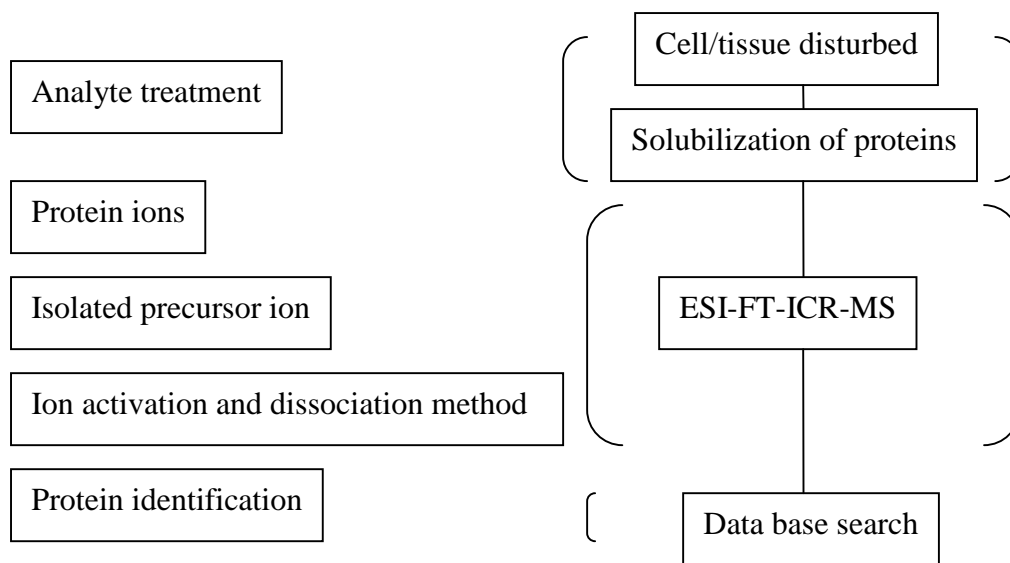 Cell/tissue disturbed
Analyte treatment
Solubilization of proteins
Protein ions
Isolated precursor ion
ESI-FT-ICR-MS
Ion activation and dissociation method
Protein identification
Data base search